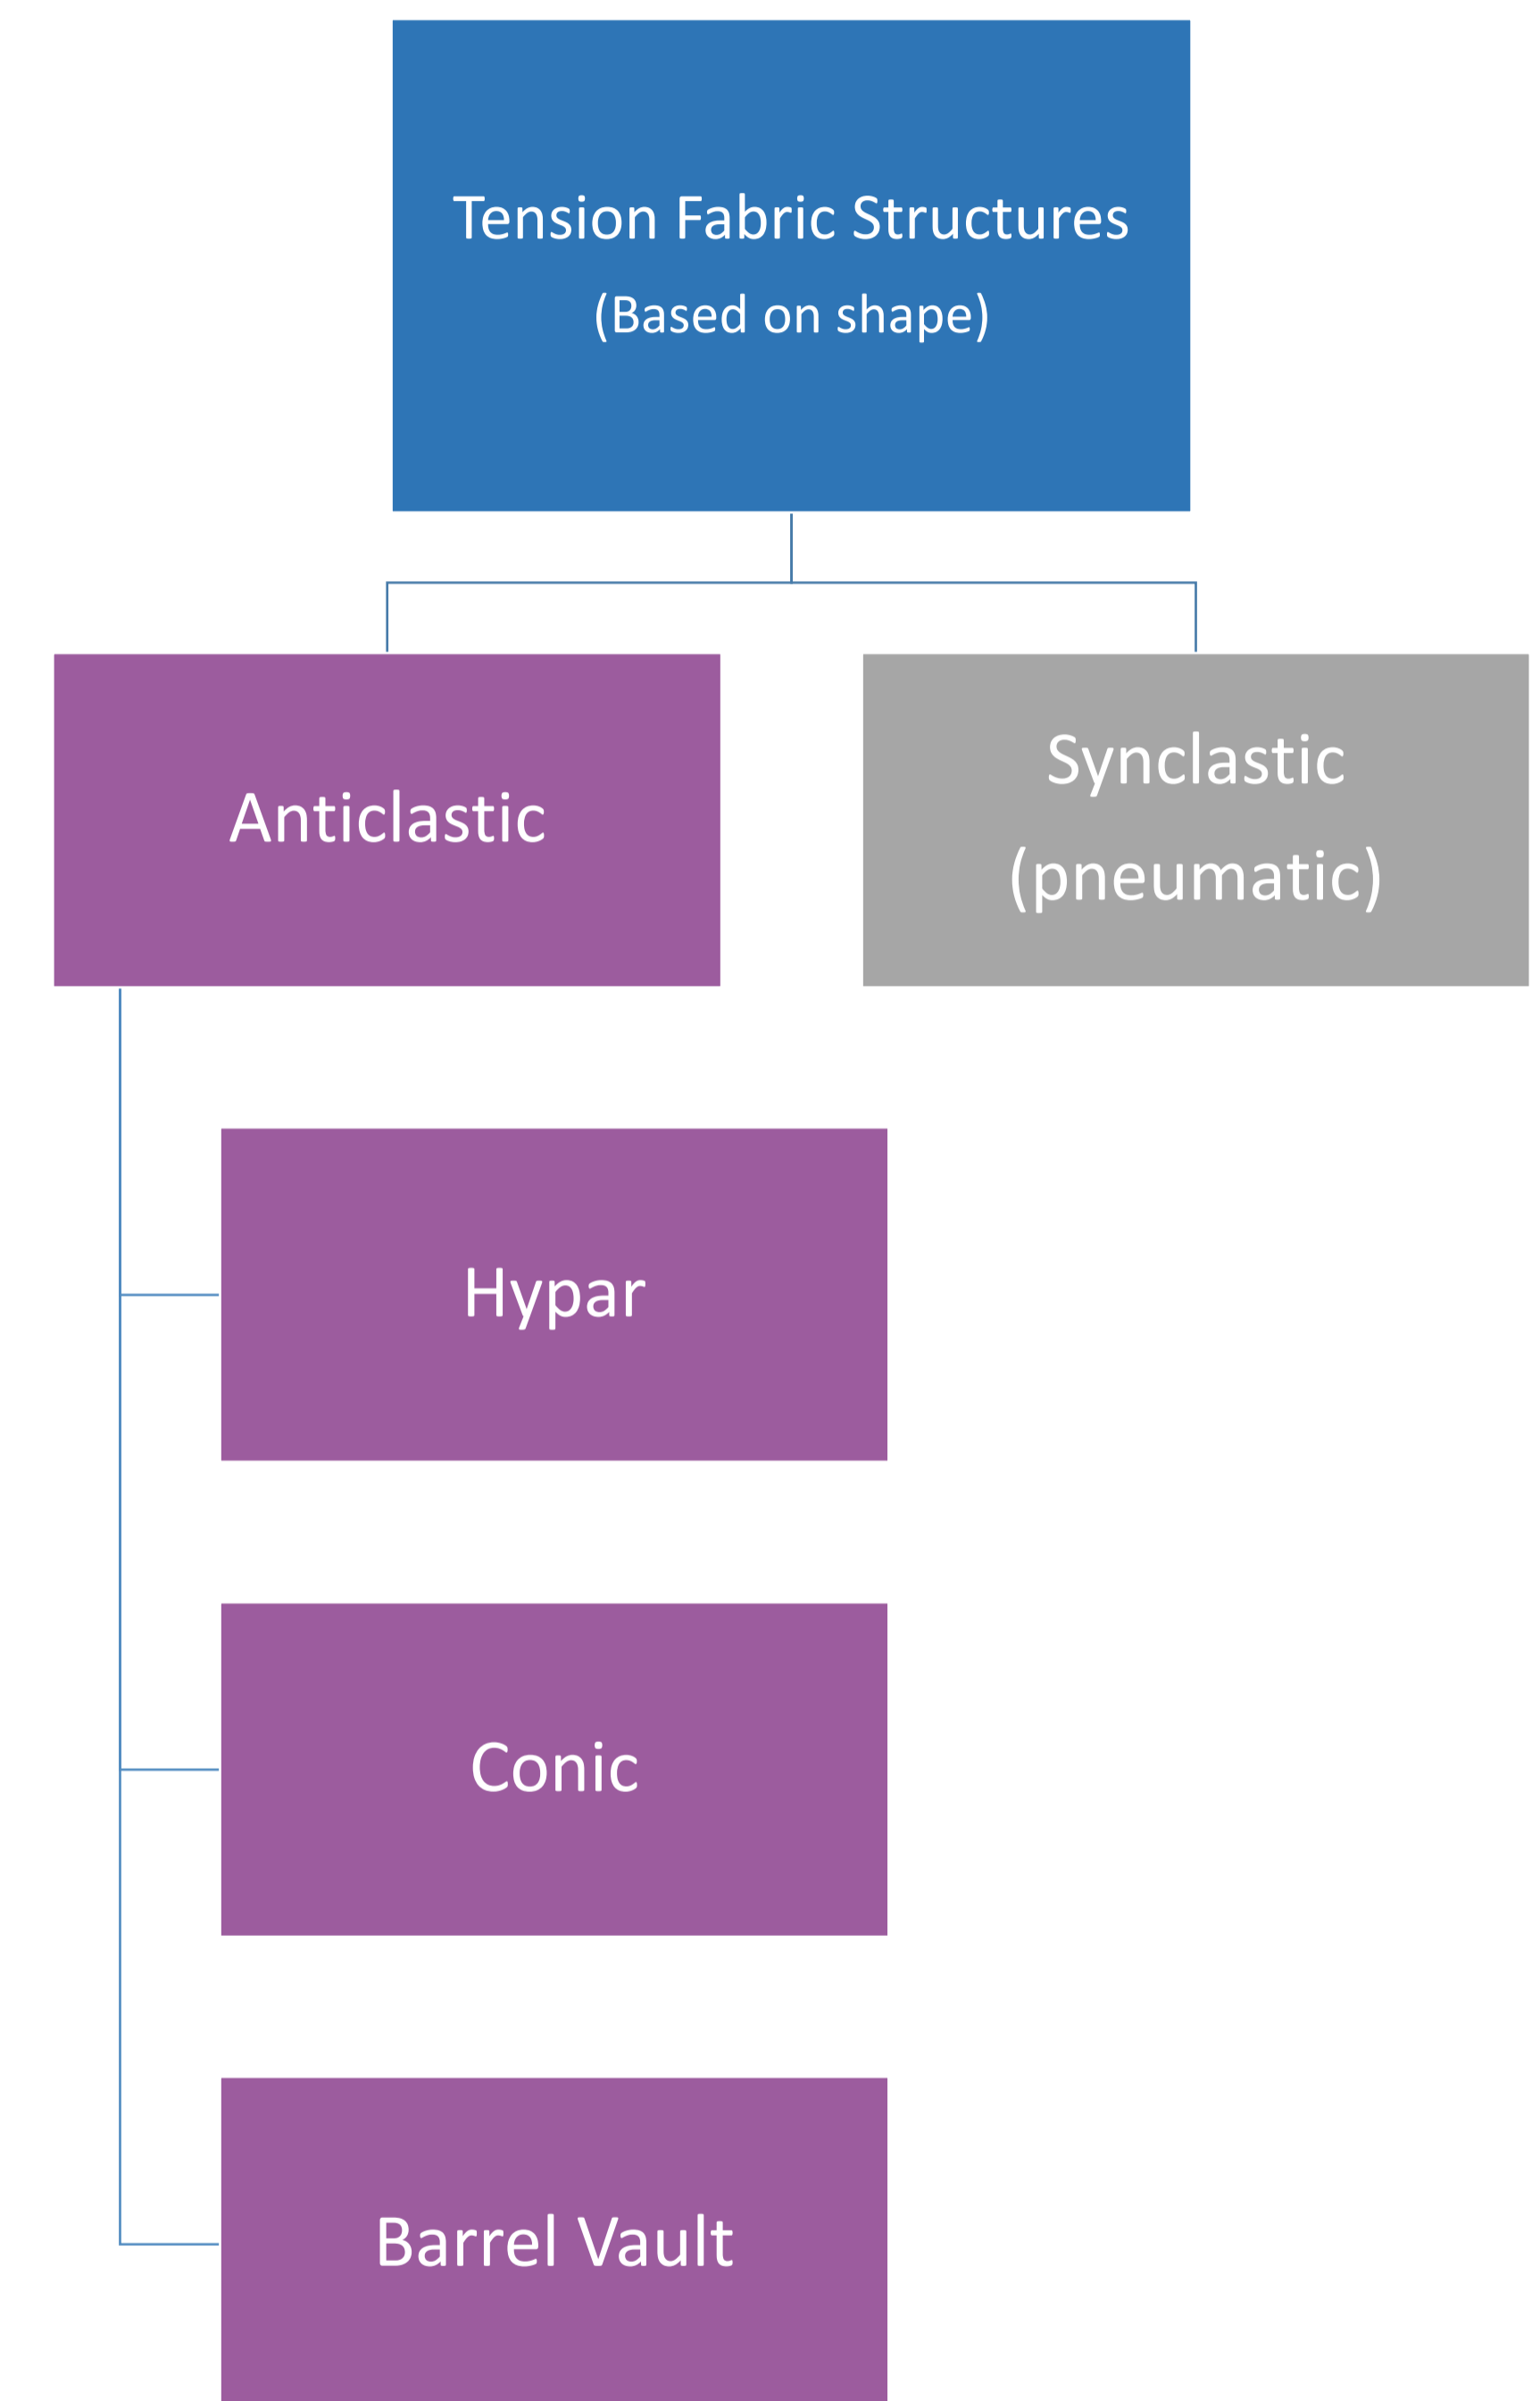 Tension Fabric Structures
(Based on shape)
Anticlastic
Synclastic
(pneumatic)
Hypar
Conic
Barrel Vault